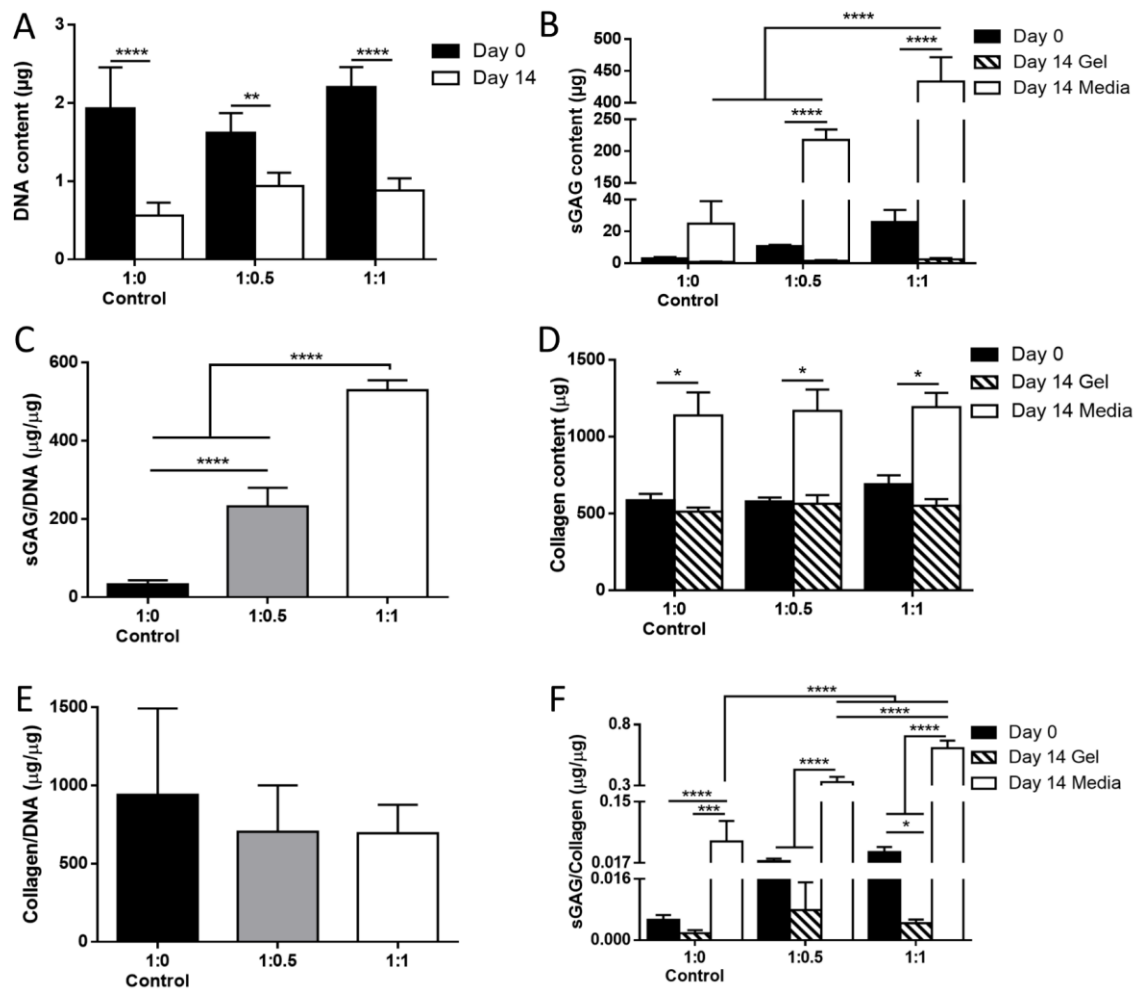 A
DNA content (µg)
3
2
1
0
****
**
****
Day 0
Day 14
1:0
Control
1:0.5
1:1
B
sGAG content (µg)
500
450
400
250
200
150
40
20
0
****
****
****
Day 0
Day 14 Gel
Day 14 Media
1:0
Control
1:0.5
1:1
C
sGAG/DNA (µg/µg)
600
400
200
0
****
****
1:0
Control
1:0.5
1:1
D
Collagen content (µg)
1500
1000
500
0
*
*
*
Day 0
Day 14 Gel
Day 14 Media
1:0
Control
1:0.5
1:1
E
Collagen/DNA (µg/µg)
1500
1000
500
0
1:0
Control
1:0.5
1:1
F
sGAG/Collagen (µg/µg)
0.8
0.3
0.15
0.017
0.016
0.000
****
****
****
****
****
***
*
Day 0
Day 14 Gel
Day 14 Media
1:0
Control
1:0.5
1:1